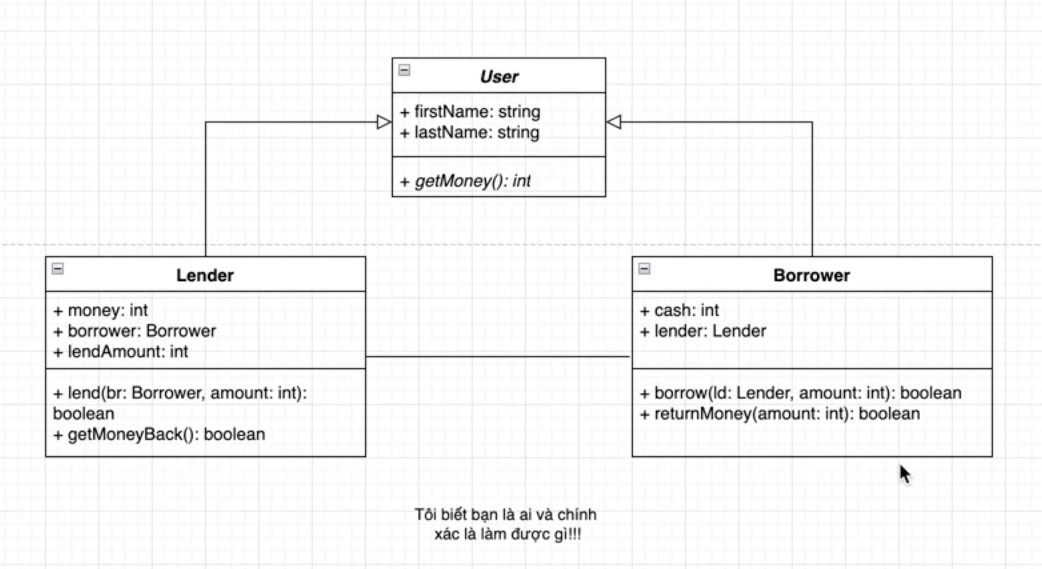 User
+ firstName: string
+ lastName: string
+ getMoney(): int
Lender
+ money: int
+ borrower: Borrower
+ lendAmount: int
+ lend(br: Borrower, amount: int):
boolean
+ getMoneyBack(): boolean
Borrower
+ cash: int
+ lender: Lender
+ borrow(ld: Lender, amount: int): boolean
+ returnMoney(amount: int): boolean
Tôi biết bạn là ai và chính
xác là làm được gì!!!